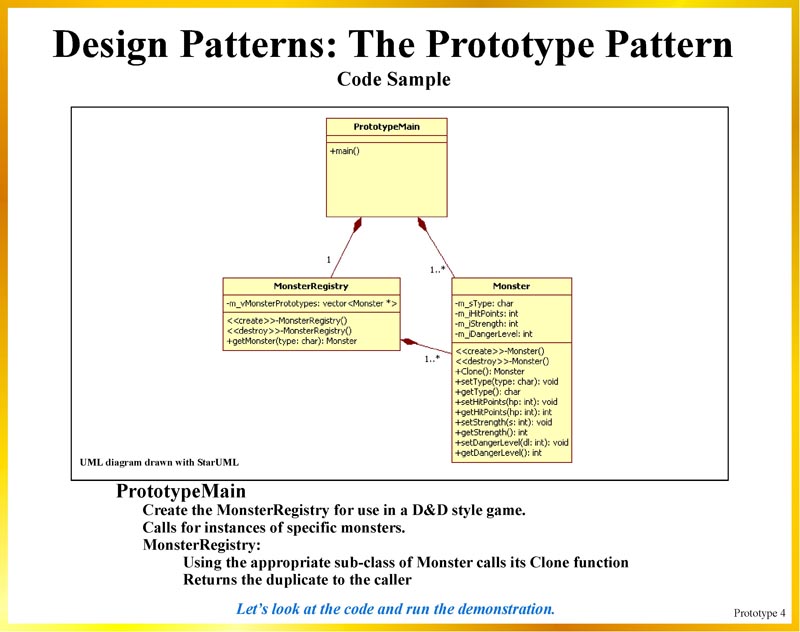 Design Patterns: The Prototype Pattern
Code Sample
PrototypeMain
+main()
1
1..*
MonsterRegistry
-m_vMonsterPrototypes: vector<Monster *>
<<create>>-MonsterRegistry()
<<destroy>>-MonsterRegistry()
+getMonster(type: char): Monster
1..*
Monster
-m_sType: char
-m_iHitPoints: int
-m_iStrength: int
-m_iDangerLevel: int
<<create>>-Monster()
<<destroy>>-Monster()
+Clone(): Monster
+setType(type: char): void
+getType(): char
+setHitPoints(hp: int): void
+getHitPoints(hp: int): int
+setStrength(s: int): void
+getStrength(): int
+setDangerLevel(dl: int): void
+getDangerLevel(): int
UML diagram drawn with StarUML
PrototypeMain
Create the MonsterRegistry for use in a D&D style game.
Calls for instances of specific monsters.
MonsterRegistry:
Using the appropriate sub-class of Monster calls its Clone function
Returns the duplicate to the caller
Let's look at the code and run the demonstration.
Prototype 4